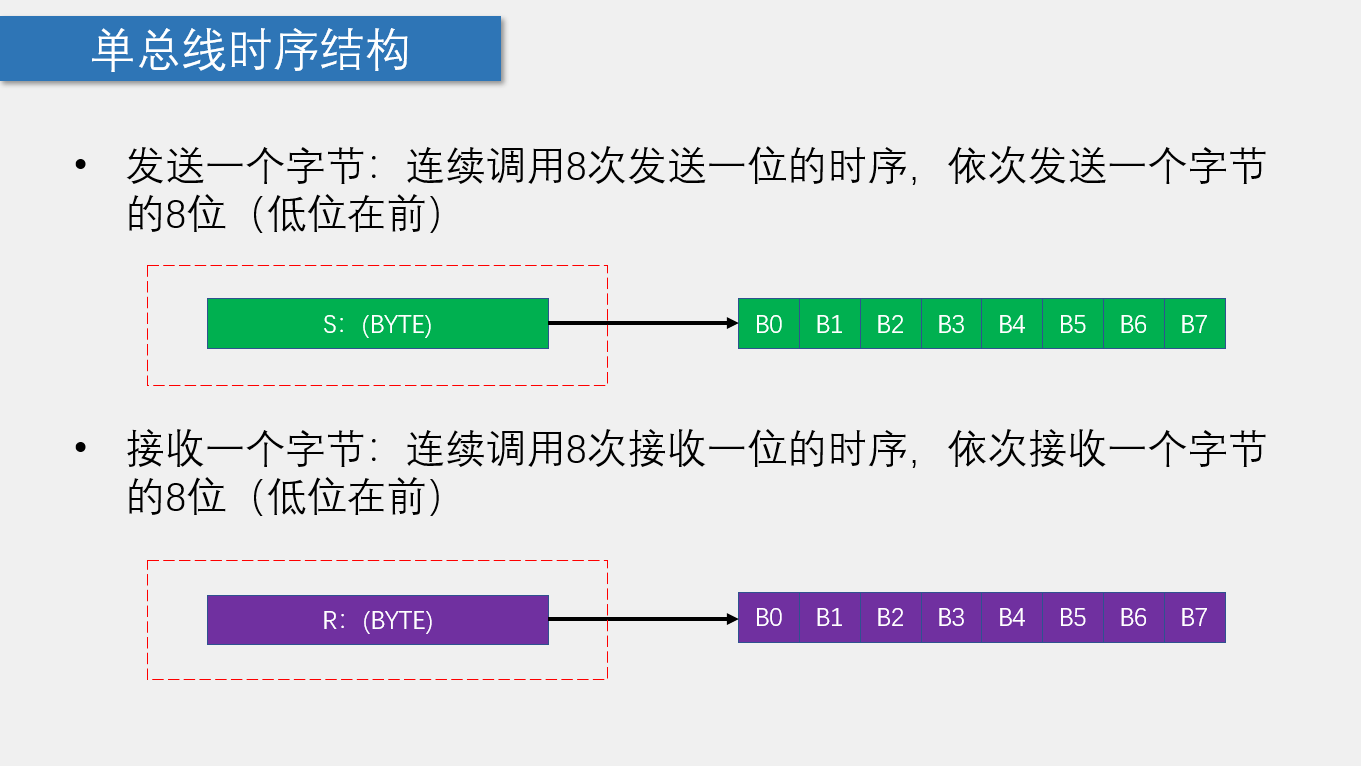 单总线时序结构
• 发送一个字节：连续调用8次发送一位的时序，依次发送一个字节
的8位（低位在前）
S：(BYTE)
B0 B1 B2 B3 B4 B5 B6 B7
• 接收一个字节：连续调用8次接收一位的时序，依次接收一个字节
的8位（低位在前）
R：(BYTE)
B0 B1 B2 B3 B4 B5 B6 B7